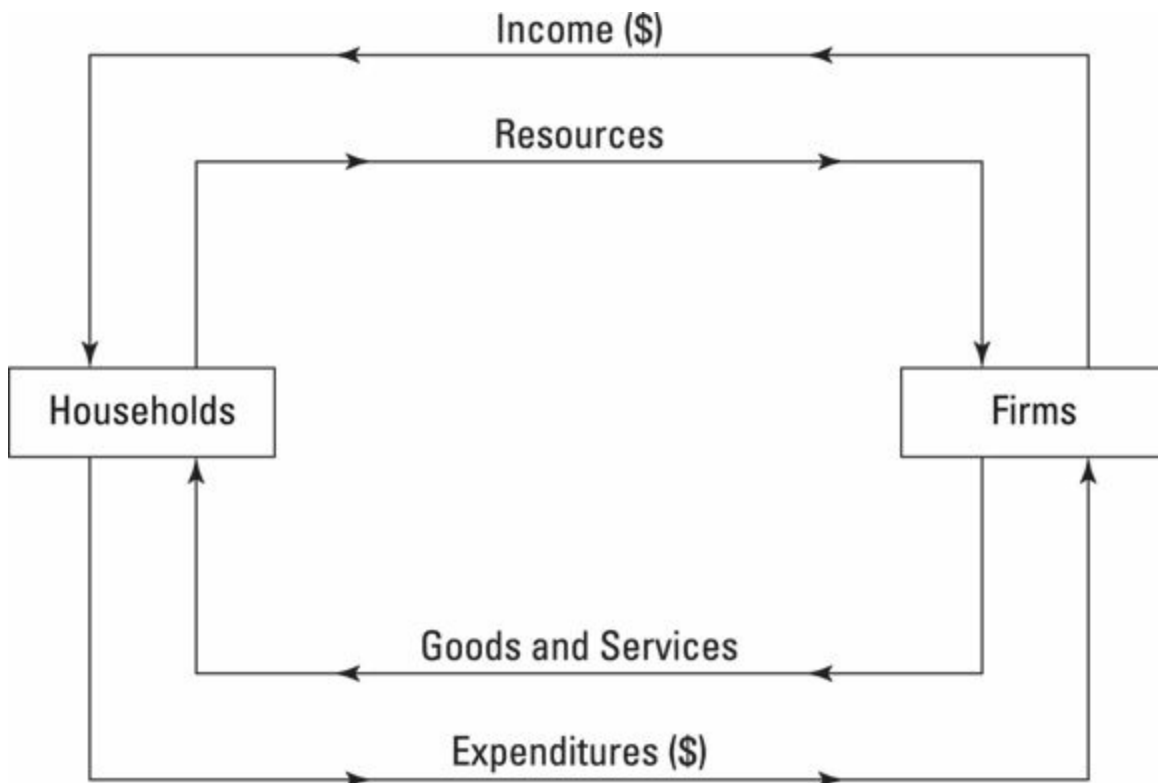 Income ($)
Resources
Households
Firms
Goods and Services
Expenditures ($)